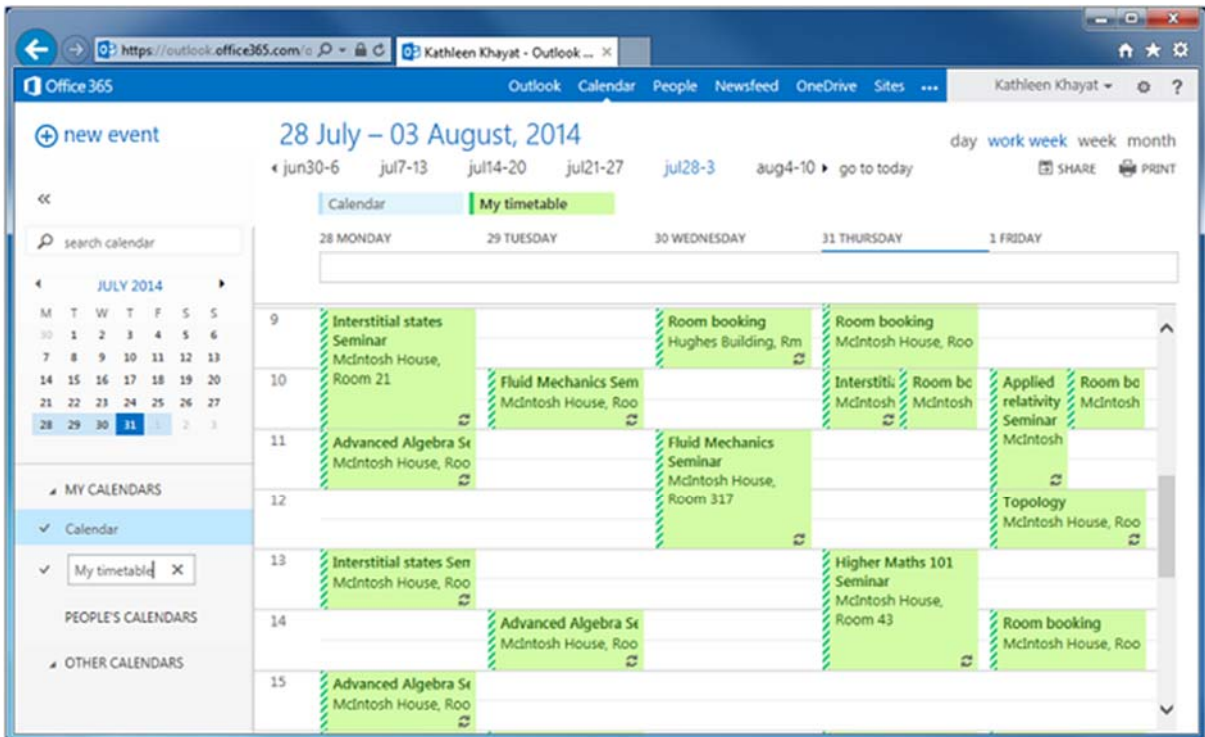 https://outlook.office365.com/o
Kathleen Khayat - Outlook ...
Office 365
Outlook Calendar People Newsfeed OneDrive Sites ...
Kathleen Khayat
?
new event
28 July – 03 August, 2014
day work week week month
jun30-6 jul7-13 jul14-20 jul21-27 jul28-3 aug4-10 go to today
SHARE PRINT
«
Calendar My timetable
search calendar
28 MONDAY 29 TUESDAY 30 WEDNESDAY 31 THURSDAY 1 FRIDAY
JULY 2014
M T W T F S S
30 1 2 3 4 5 6
7 8 9 10 11 12 13
14 15 16 17 18 19 20
21 22 23 24 25 26 27
28 29 30 31 1 2 3
MY CALENDARS
Calendar
My timetable
PEOPLE'S CALENDARS
OTHER CALENDARS
9
Interstitial states
Seminar
McIntosh House,
Room 21
Room booking
Hughes Building, Rm
Room booking
McIntosh House, Roo
10
Fluid Mechanics Sem
McIntosh House, Roo
Interstiti
McIntosh
Room bo
McIntosh
Applied
relativity
Seminar
McIntosh
Room bo
McIntosh
11
Advanced Algebra Se
McIntosh House, Roo
Fluid Mechanics
Seminar
McIntosh House,
Room 317
12
Topology
McIntosh House, Roo
13
Interstitial states Sem
McIntosh House, Roo
Higher Maths 101
Seminar
McIntosh House,
Room 43
14
Advanced Algebra Se
McIntosh House, Roo
Room booking
McIntosh House, Roo
15
Advanced Algebra Se
McIntosh House, Roo